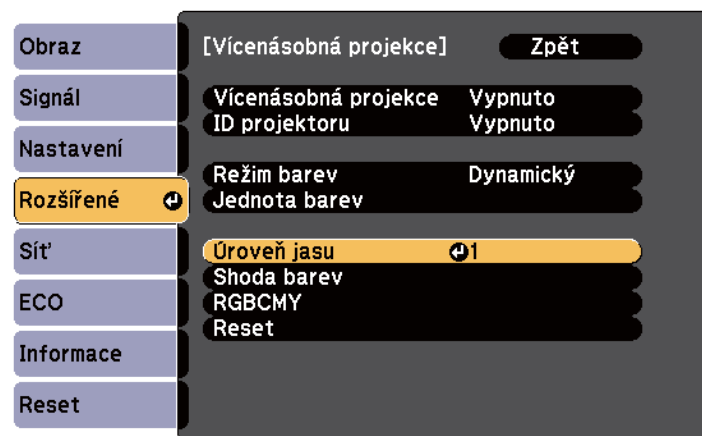 Obraz
Signál
Nastavení
Rozšířené
Síť
ECO
Informace
Reset
[Vícenásobná projekce] Zpět
Vícenásobná projekce Vypnuto
ID projektoru Vypnuto
Režim barev Dynamický
Jednota barev
Úroveň jasu 1
Shoda barev
RGBCMY
Reset